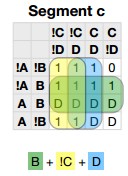 Segment c
!C !C C C
!D D D !D
!A !B 1 1 1 0
!A B 1 1 1 1
A B D D D D
A !B 1 1 D D
B + !C + D